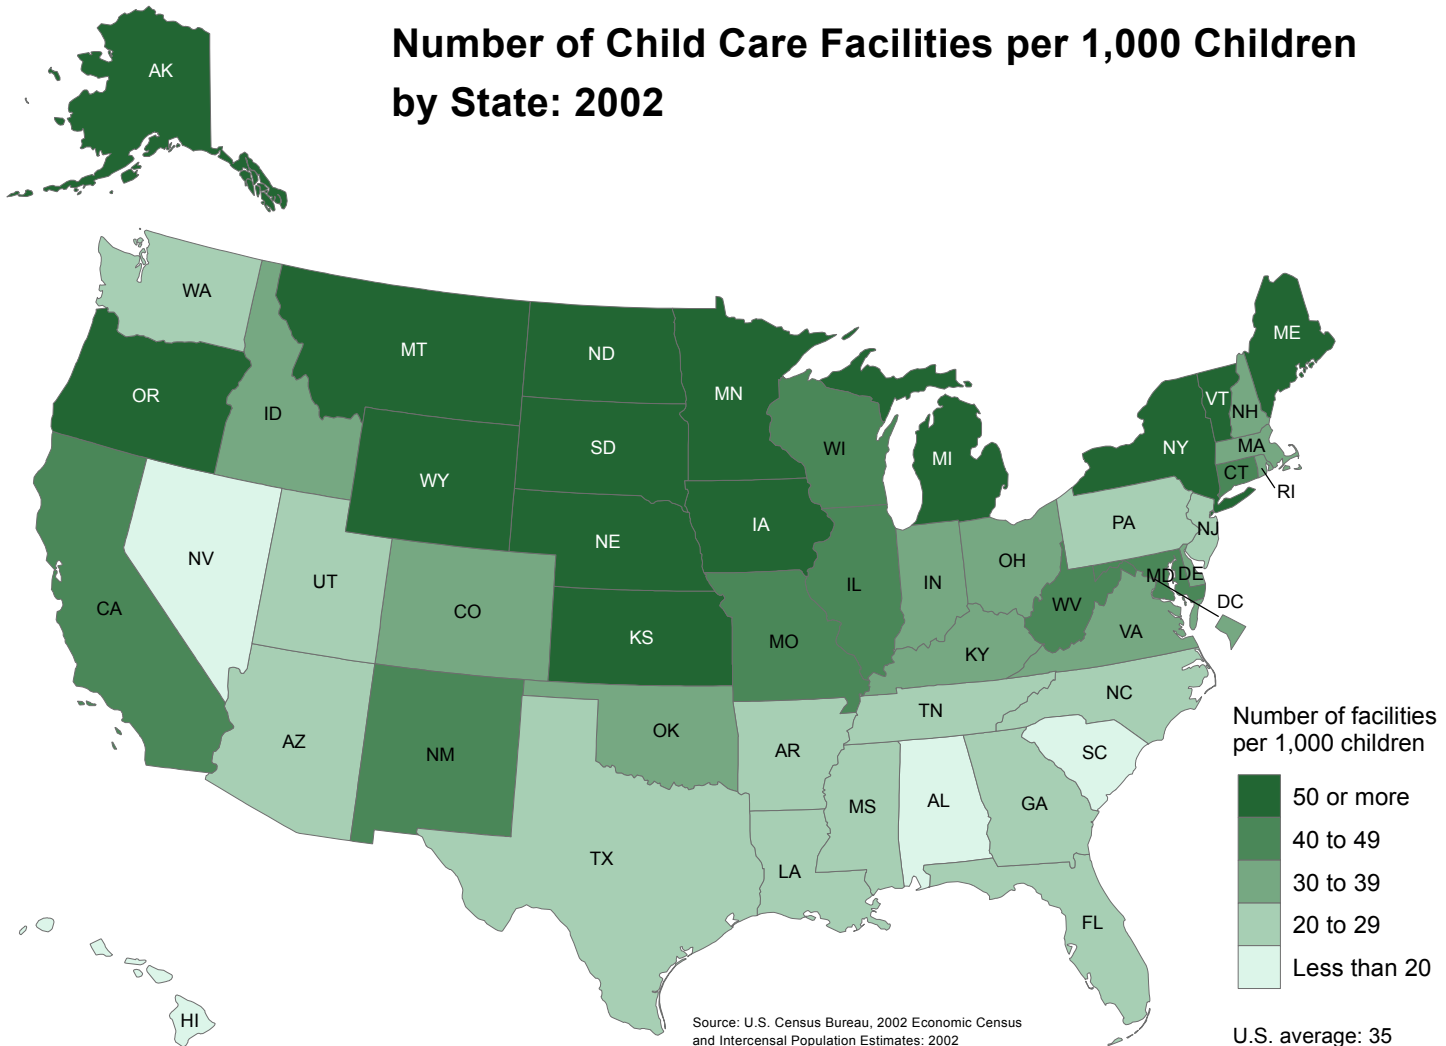 Number of Child Care Facilities per 1,000 Children
by State: 2002
AK
WA
MT
ND
MN
ME
OR
ID
SD
WI
MI
VT
NH
NY
MA
CT
RI
WY
IA
NE
PA
NJ
NV
UT
CO
IL
IN
OH
MD
DE
DC
CA
KS
MO
WV
VA
KY
AZ
NM
OK
AR
TN
NC
SC
MS
AL
GA
TX
LA
FL
HI
Number of facilities
per 1,000 children
50 or more
40 to 49
30 to 39
20 to 29
Less than 20
U.S. average: 35
Source: U.S. Census Bureau, 2002 Economic Census
and Intercensal Population Estimates: 2002